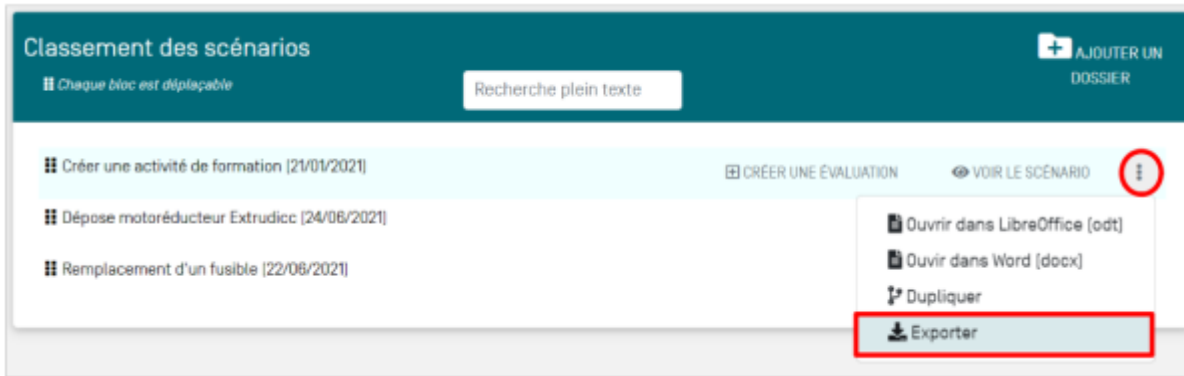 Classement des scénarios
AJOUTER UN
DOSSIER
Chaque bloc est déplaçable
Recherche plein texte
Créer une activité de formation (21/01/2021)
CRÉER UNE ÉVALUATION
VOIR LE SCÉNARIO
Dépose motoréducteur Extrudicc (24/06/2021)
Remplacement d'un fusible (22/06/2021)
Ouvrir dans LibreOffice (odt)
Ouvir dans Word (docx)
Dupliquer
Exporter